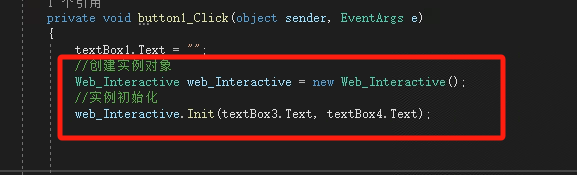 1 个引用
private void button1_Click(object sender, EventArgs e)
{
textBox1.Text = "";
//创建实例对象
Web_Interactive web_Interactive = new Web_Interactive();
//实例初始化
web_Interactive.Init(textBox3.Text, textBox4.Text);